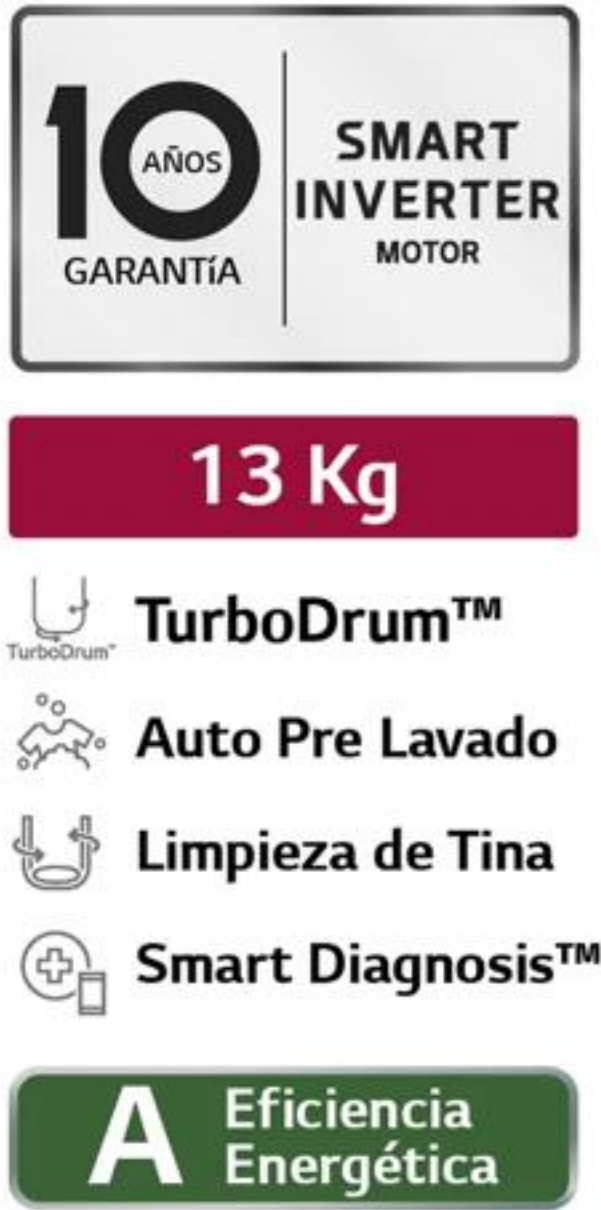 10
AÑOS
GARANTíA
SMART
INVERTER
MOTOR
13 Kg
TurboDrum™
TurboDrum™
Auto Pre Lavado
Limpieza de Tina
Smart Diagnosis™
A
Eficiencia
Energética